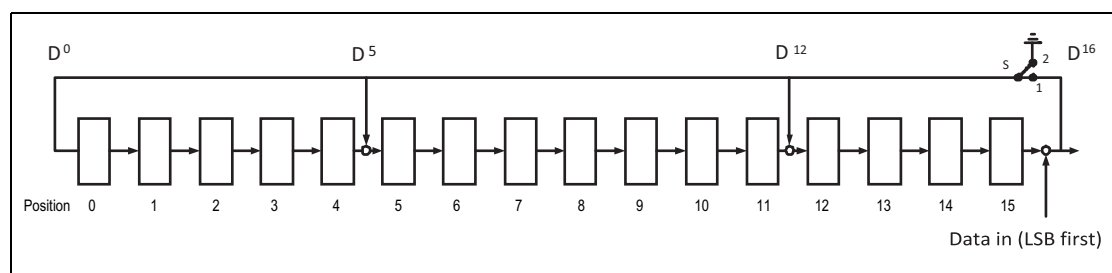 D0 D5 D12 D16
S 2
1
Position 0 1 2 3 4 5 6 7 8 9 10 11 12 13 14 15
Data in (LSB first)